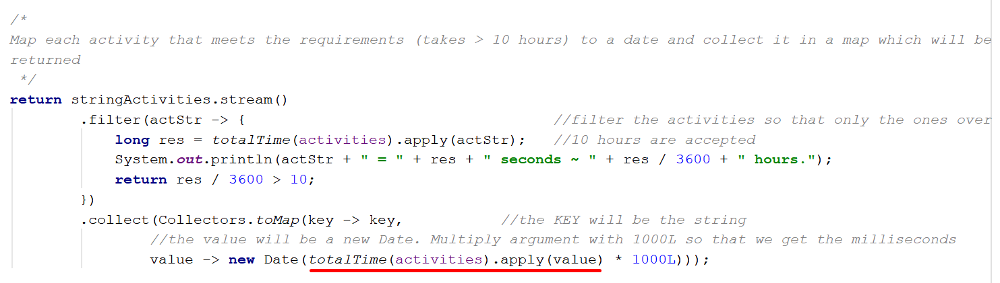 /*
Map each activity that meets the requirements (takes > 10 hours) to a date and collect it in a map which will be
returned
*/
return stringActivities.stream()
.filter(actStr -> { //filter the activities so that only the ones over
long res = totalTime(activities).apply(actStr); //10 hours are accepted
System.out.println(actStr + " = " + res + " seconds ~ " + res / 3600 + " hours.");
return res / 3600 > 10;
})
.collect(Collectors.toMap(key -> key, //the KEY will be the string
//the value will be a new Date. Multiply argument with 1000L so that we get the milliseconds
value -> new Date(totalTime(activities).apply(value) * 1000L)));